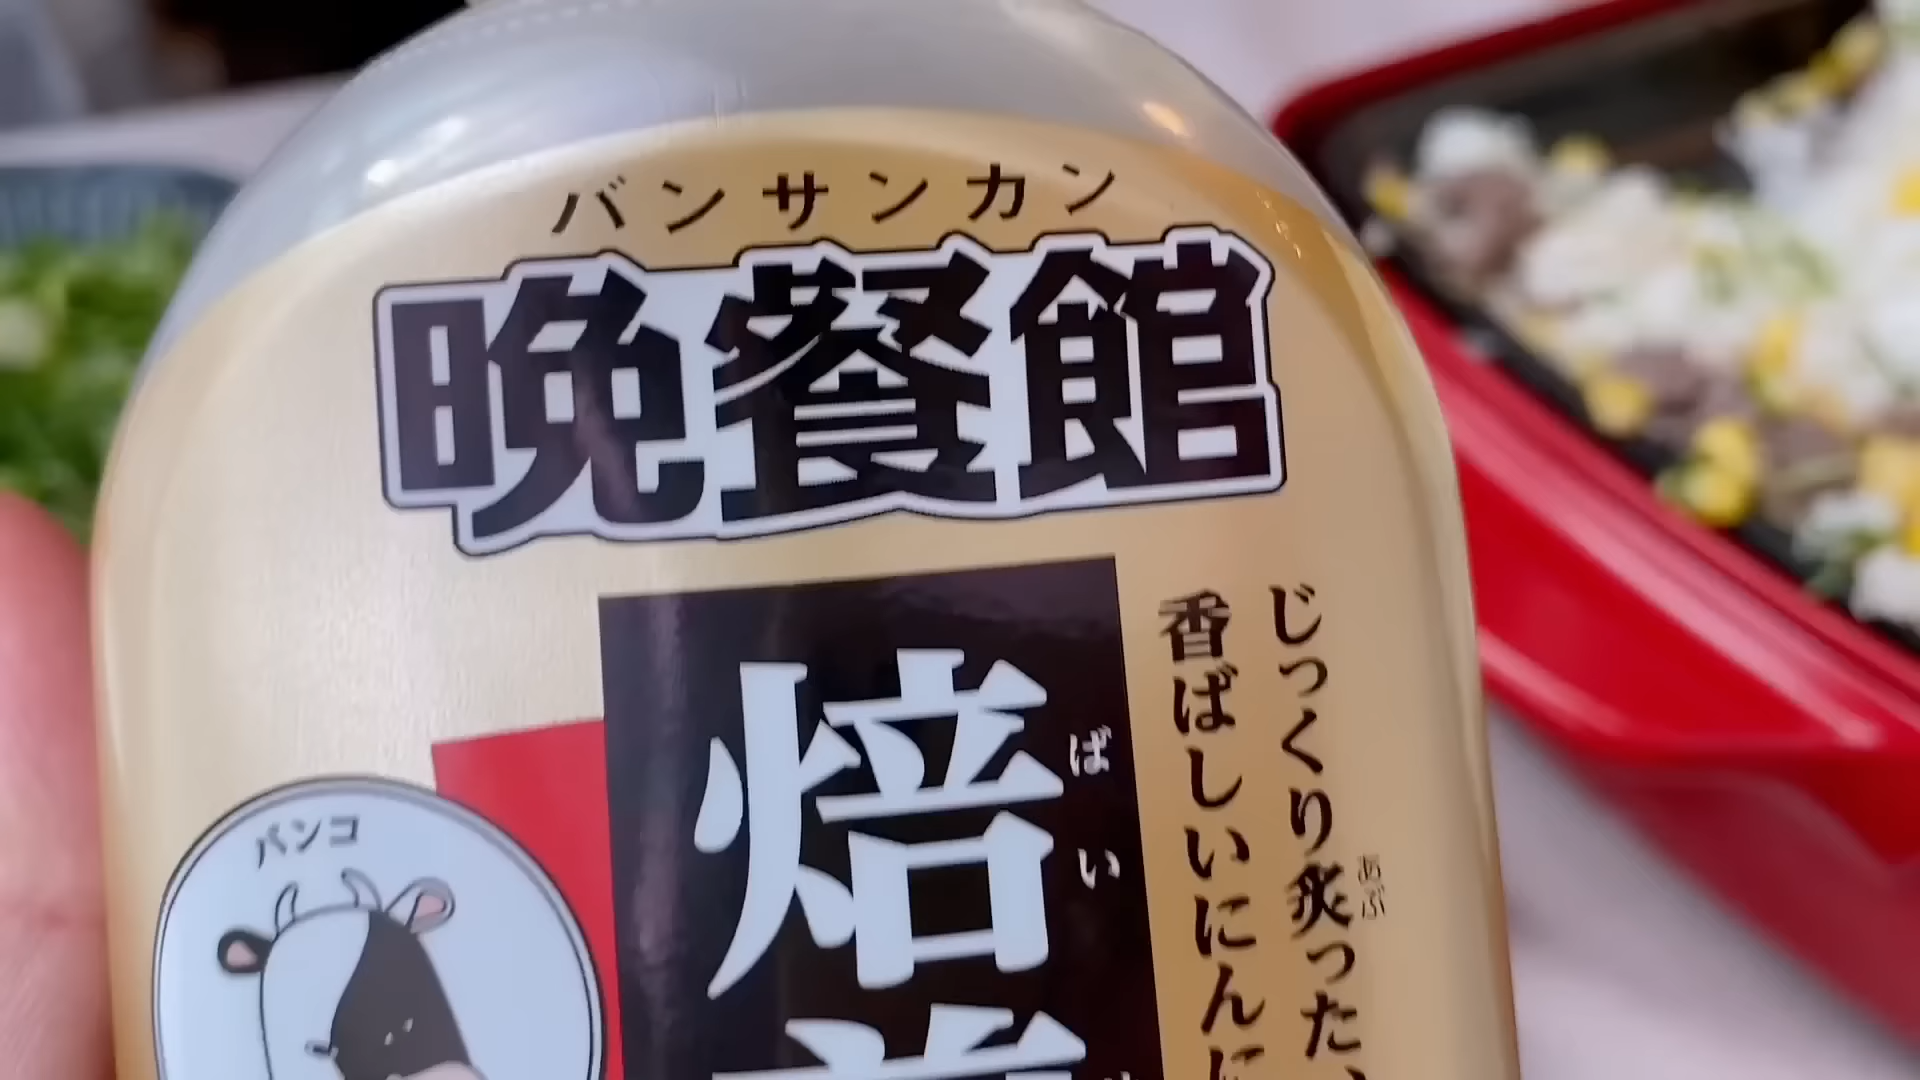 バンサンカン
晩餐館
じっくり炙った、
あぶ
香ばしいにんに
焙
ばい
バンコ